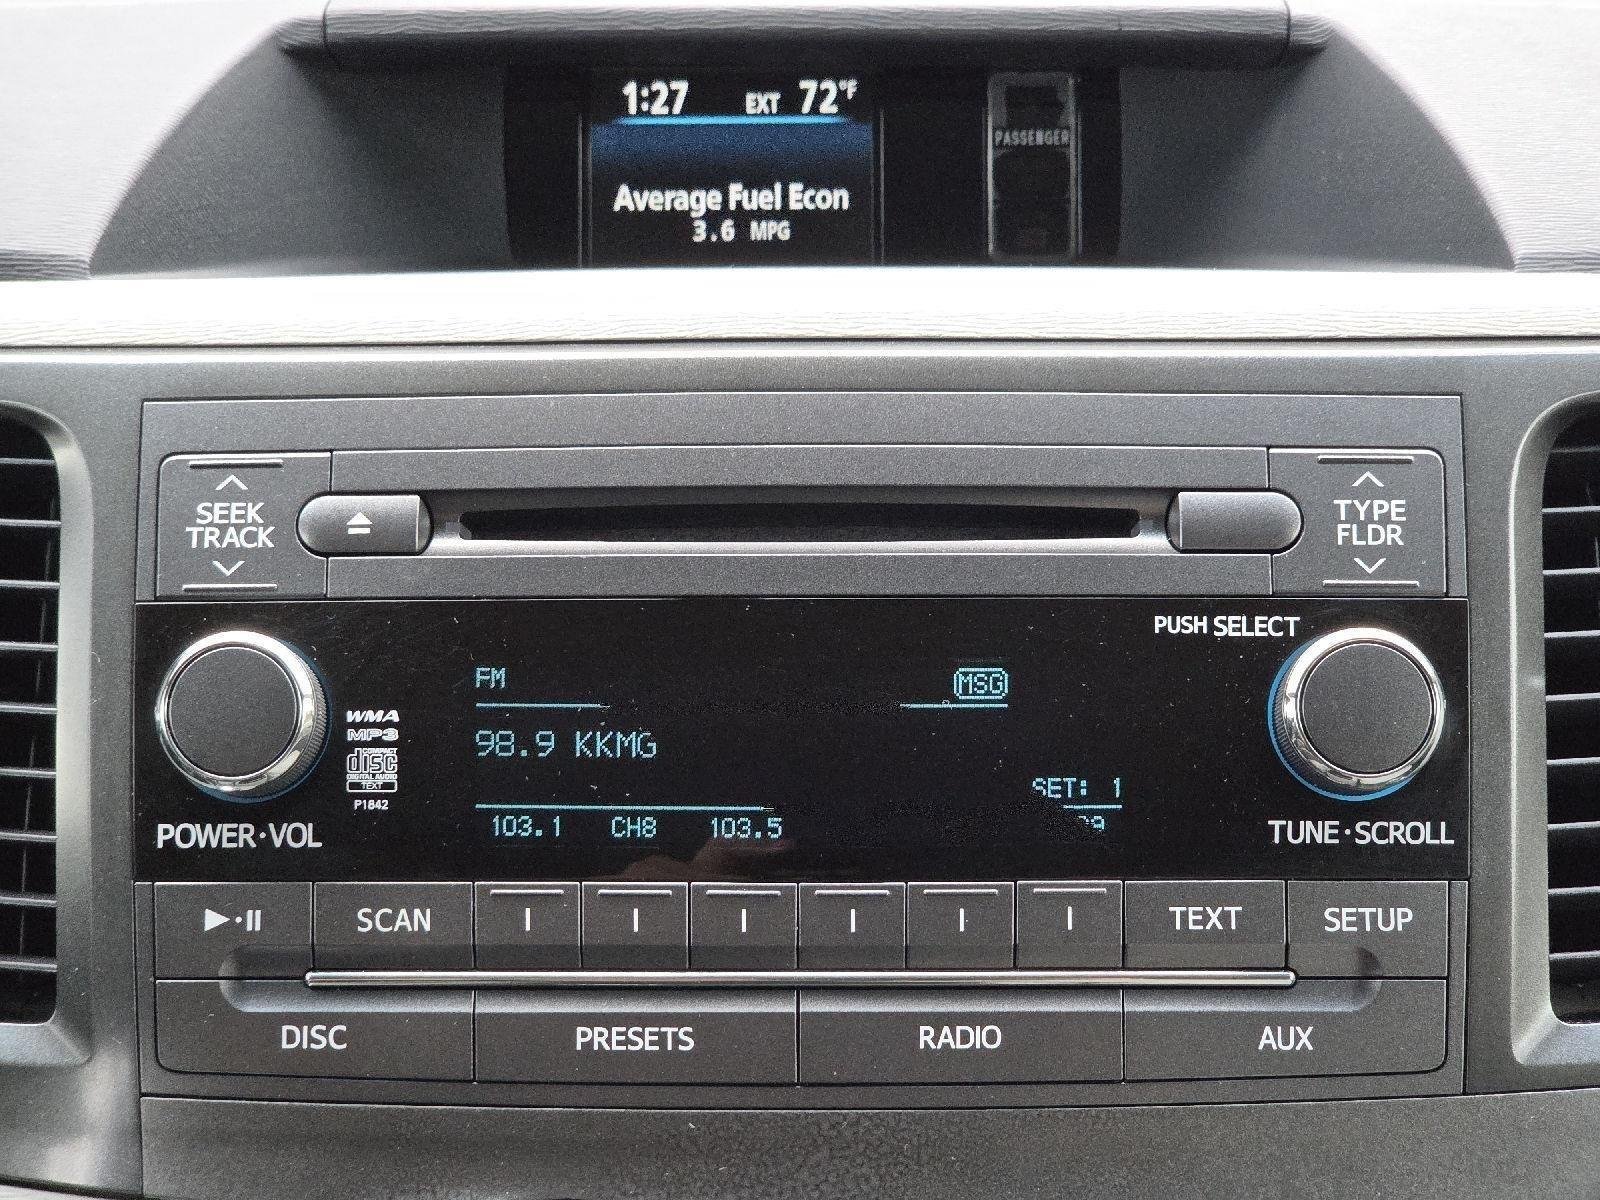 1:27 EXT 72°F
Average Fuel Econ
3.6 MPG
PASSENGER
SEEK
TRACK
TYPE
FLDR
PUSH SELECT
FM MSG
98.9 KKMG
SET: 1
103.1 CH8 103.5
WMA
MP3
COMPACT
disc
DIGITAL AUDIO
TEXT
P1842
POWER·VOL
TUNE·SCROLL
SCAN
TEXT
SETUP
DISC
PRESETS
RADIO
AUX